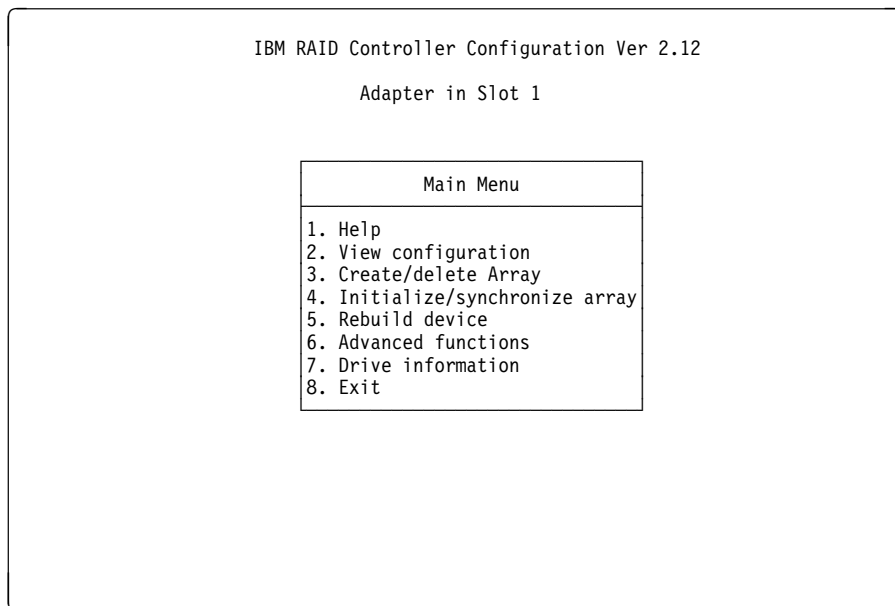 IBM RAID Controller Configuration Ver 2.12
Adapter in Slot 1
Main Menu
1. Help
2. View configuration
3. Create/delete Array
4. Initialize/synchronize array
5. Rebuild device
6. Advanced functions
7. Drive information
8. Exit